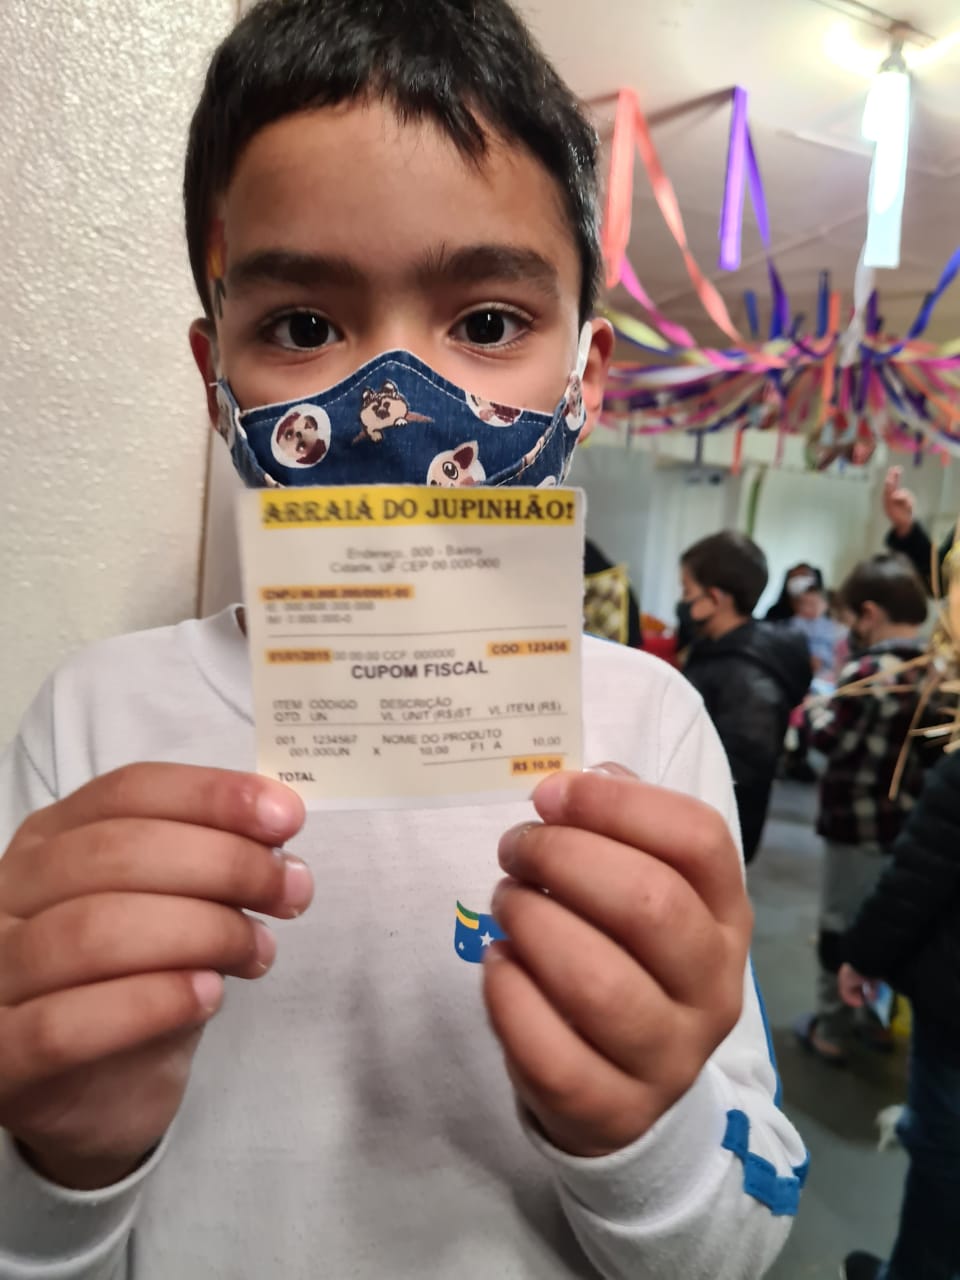 ARRAIÁ DO JUPINHÃO!
Endereço, 000 - Bairro
Cidade, UF CEP 00.000-000
CNPJ 00.000.000/0001-00
IE: 000.000.000.000
IM: 0.000.000-0
01/01/2015 00:00:00 CCF: 000000 COO: 123456
CUPOM FISCAL
ITEM CÓDIGO DESCRIÇÃO
QTD. UN. VL. UNIT (R$) ST VL ITEM (R$)
001 1234567 NOME DO PRODUTO
001,000UN X 10,00 F1 A 10,00
TOTAL R$ 10,00